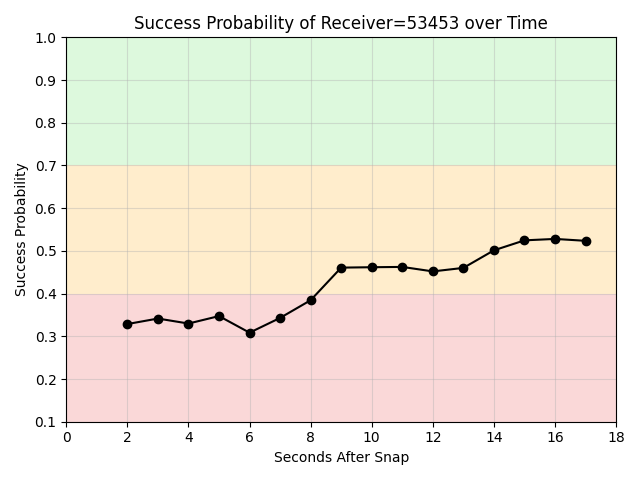 Success Probability of Receiver=53453 over Time
1.0
0.9
0.8
0.7
0.6
0.5
0.4
0.3
0.2
0.1
Success Probability
0 2 4 6 8 10 12 14 16 18
Seconds After Snap